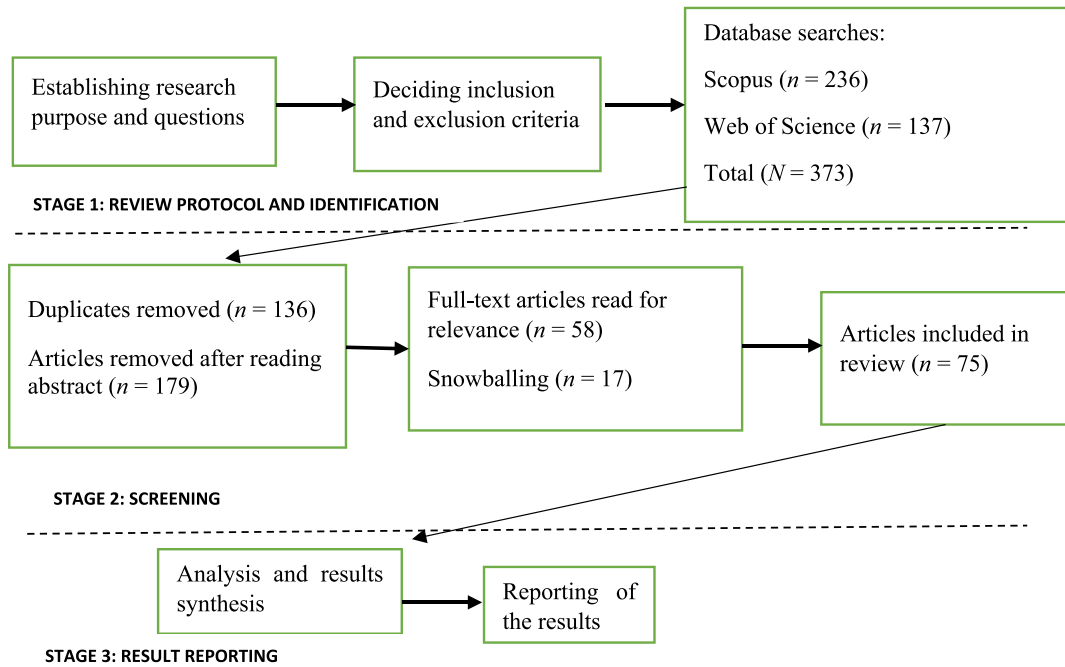 Establishing research
purpose and questions
Deciding inclusion
and exclusion criteria
Database searches:
Scopus (n = 236)
Web of Science (n = 137)
Total (N = 373)
STAGE 1: REVIEW PROTOCOL AND IDENTIFICATION
Duplicates removed (n = 136)
Articles removed after reading
abstract (n = 179)
Full-text articles read for
relevance (n = 58)
Snowballing (n = 17)
Articles included in
review (n = 75)
STAGE 2: SCREENING
Analysis and results
synthesis
Reporting of
the results
STAGE 3: RESULT REPORTING